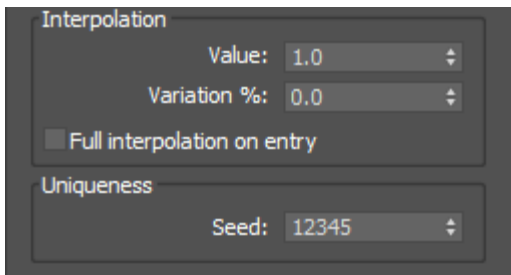 Interpolation
Value: 1.0
Variation %: 0.0
Full interpolation on entry
Uniqueness
Seed: 12345